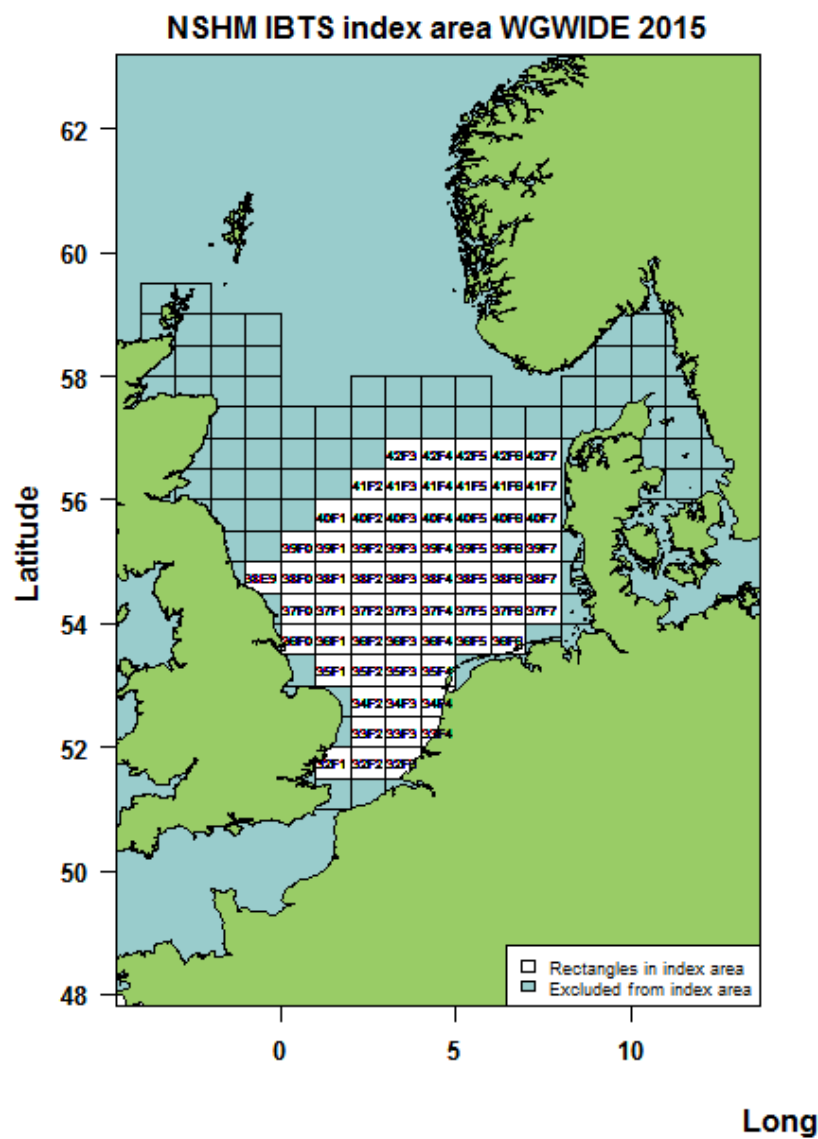 NSHM IBTS index area WGWIDE 2015
62
60
58
42F3 42F4 42F5 42F6 42F7
41F2 41F3 41F4 41F5 41F6 41F7
56
40F1 40F2 40F3 40F4 40F5 40F6 40F7
39F0 39F1 39F2 39F3 39F4 39F5 39F6 39F7
38E9 38F0 38F1 38F2 38F3 38F4 38F5 38F6 38F7
37F0 37F1 37F2 37F3 37F4 37F5 37F6 37F7
54
36F0 36F1 36F2 36F3 36F4 36F5 36F6
35F1 35F2 35F3 35F4
34F2 34F3 34F4
33F2 33F3 33F4
52
32F1 32F2 32F3
50
48
Latitude
Rectangles in index area
Excluded from index area
0 5 10
Long